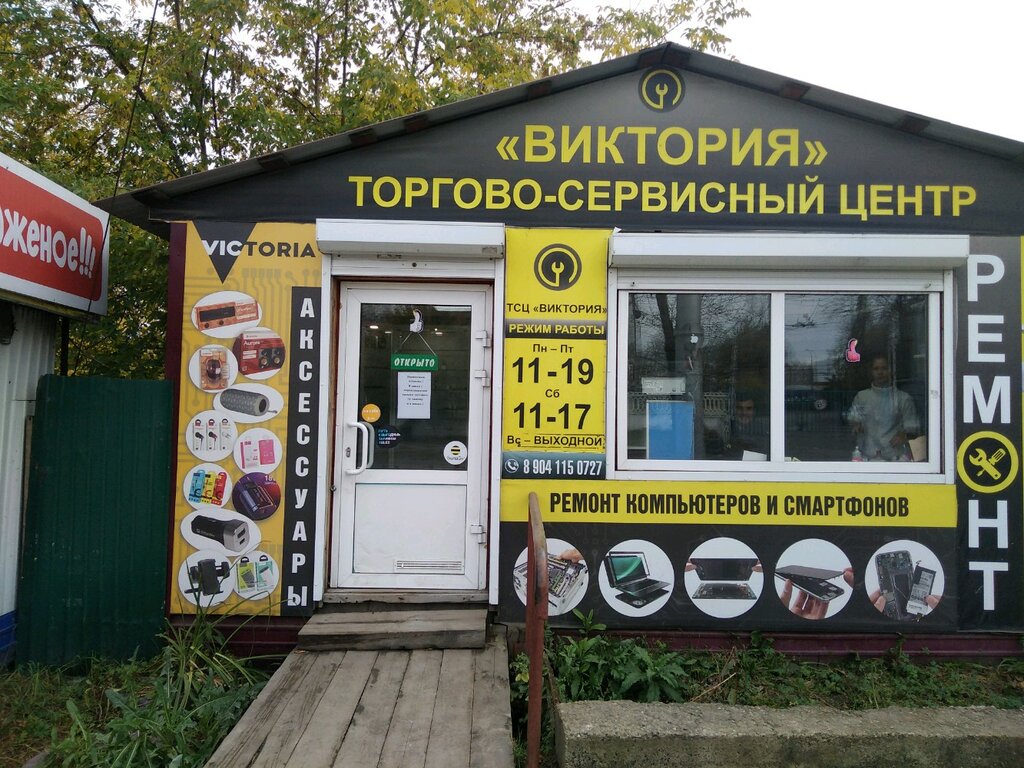 «ВИКТОРИЯ»
ТОРГОВО-СЕРВИСНЫЙ ЦЕНТР
жEНОЕ!!!
VICTORIA
АКСЕССУАРЫ
ОТКРЫТО
ТСЦ «ВИКТОРИЯ»
РЕЖИМ РАБОТЫ
Пн – Пт
11-19
Сб
11-17
Вс – ВЫХОДНОЙ
8 904 115 0727
РЕМОНТ КОМПЬЮТЕРОВ И СМАРТФОНОВ
РЕМОНТ